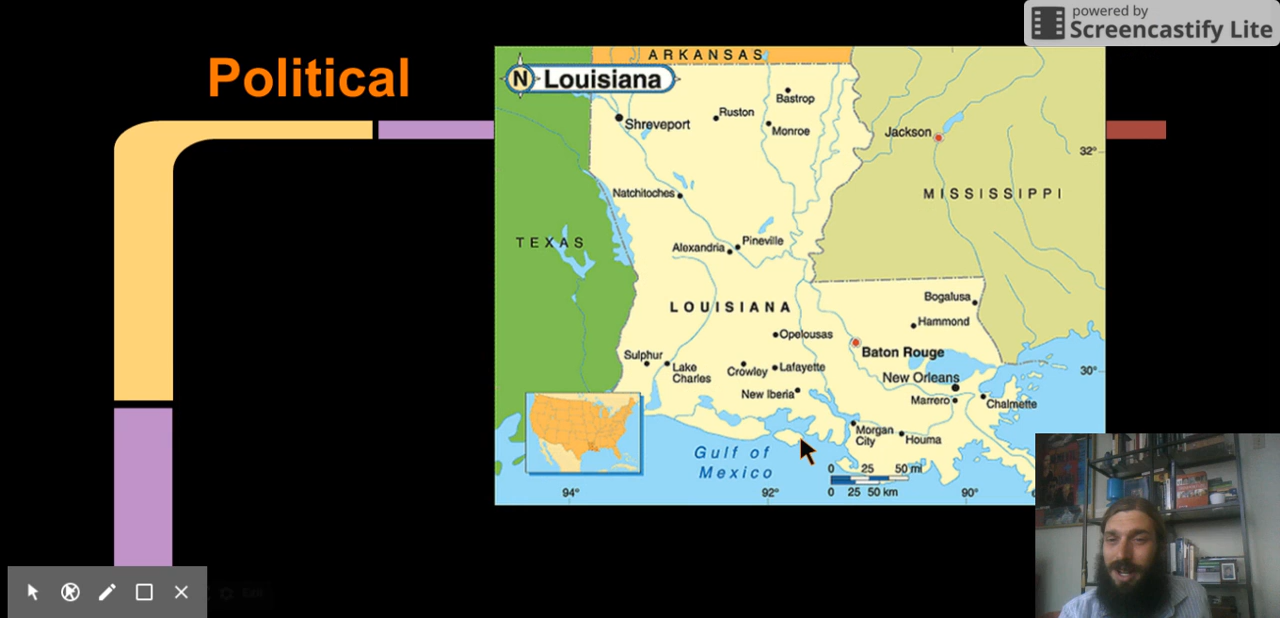 powered by
Screencastify Lite
Political
ARKANSAS
N
Louisiana
Bastrop
Ruston
Shreveport
Monroe
Jackson
32°
MISSISSIPPI
Natchitoches
TEXAS
Pineville
Alexandria
Bogalusa
LOUISIANA
Hammond
Opelousas
Baton Rouge
Sulphur
Lake
Charles
Crowley
Lafayette
30°
New Orleans
New Iberia
Marrero
Chalmette
Morgan
City
Houma
Gulf of
Mexico
0 25 50 mi
0 25 50 km
94°
92°
90°